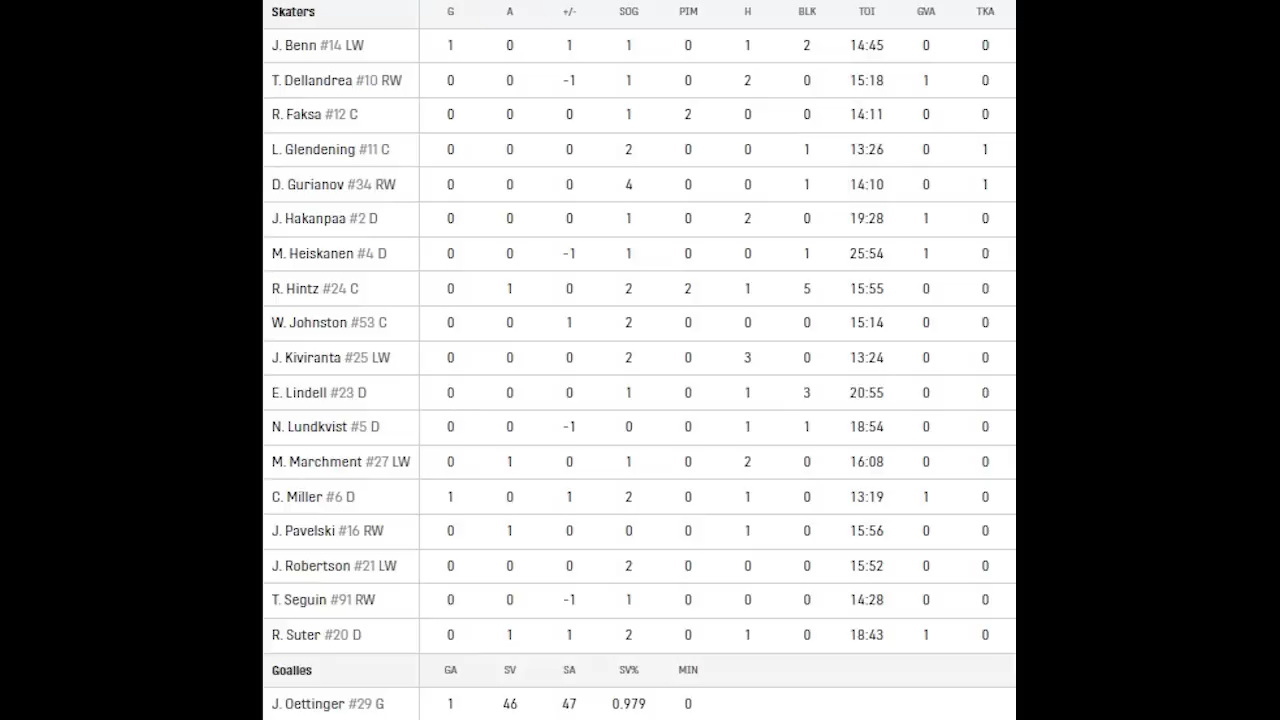 Skaters G A +/- SOG PIM H BLK TOI GVA TKA
J. Benn #14 LW 1 0 1 1 0 1 2 14:45 0 0
T. Dellandrea #10 RW 0 0 -1 1 0 2 0 15:18 1 0
R. Faksa #12 C 0 0 0 1 2 0 0 14:11 0 0
L. Glendening #11 C 0 0 0 2 0 0 1 13:26 0 1
D. Gurianov #34 RW 0 0 0 4 0 0 1 14:10 0 1
J. Hakanpaa #2 D 0 0 0 1 0 2 0 19:28 1 0
M. Heiskanen #4 D 0 0 -1 1 0 0 1 25:54 1 0
R. Hintz #24 C 0 1 0 2 2 1 5 15:55 0 0
W. Johnston #53 C 0 0 1 2 0 0 0 15:14 0 0
J. Kiviranta #25 LW 0 0 0 2 0 3 0 13:24 0 0
E. Lindell #23 D 0 0 0 1 0 1 3 20:55 0 0
N. Lundkvist #5 D 0 0 -1 0 0 1 1 18:54 0 0
M. Marchment #27 LW 0 1 0 1 0 2 0 16:08 0 0
C. Miller #6 D 1 0 1 2 0 1 0 13:19 1 0
J. Pavelski #16 RW 0 1 0 0 0 1 0 15:56 0 0
J. Robertson #21 LW 0 0 0 2 0 0 0 15:52 0 0
T. Seguin #91 RW 0 0 -1 1 0 0 0 14:28 0 0
R. Suter #20 D 0 1 1 2 0 1 0 18:43 1 0
Goalies GA SV SA SV% MIN
J. Oettinger #29 G 1 46 47 0.979 0